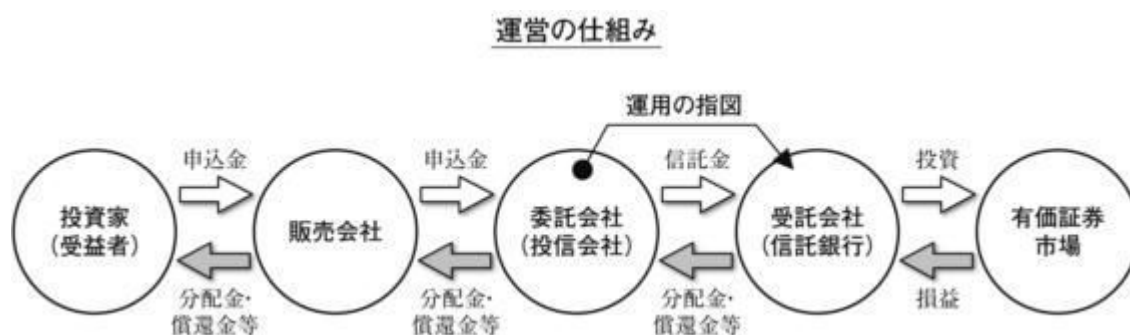 運営の仕組み
運用の指図
申込金
申込金
信託金
投資
投資家
（受益者）
販売会社
委託会社
（投信会社）
受託会社
（信託銀行）
有価証券
市場
分配金・
償還金等
分配金・
償還金等
分配金・
償還金等
損益